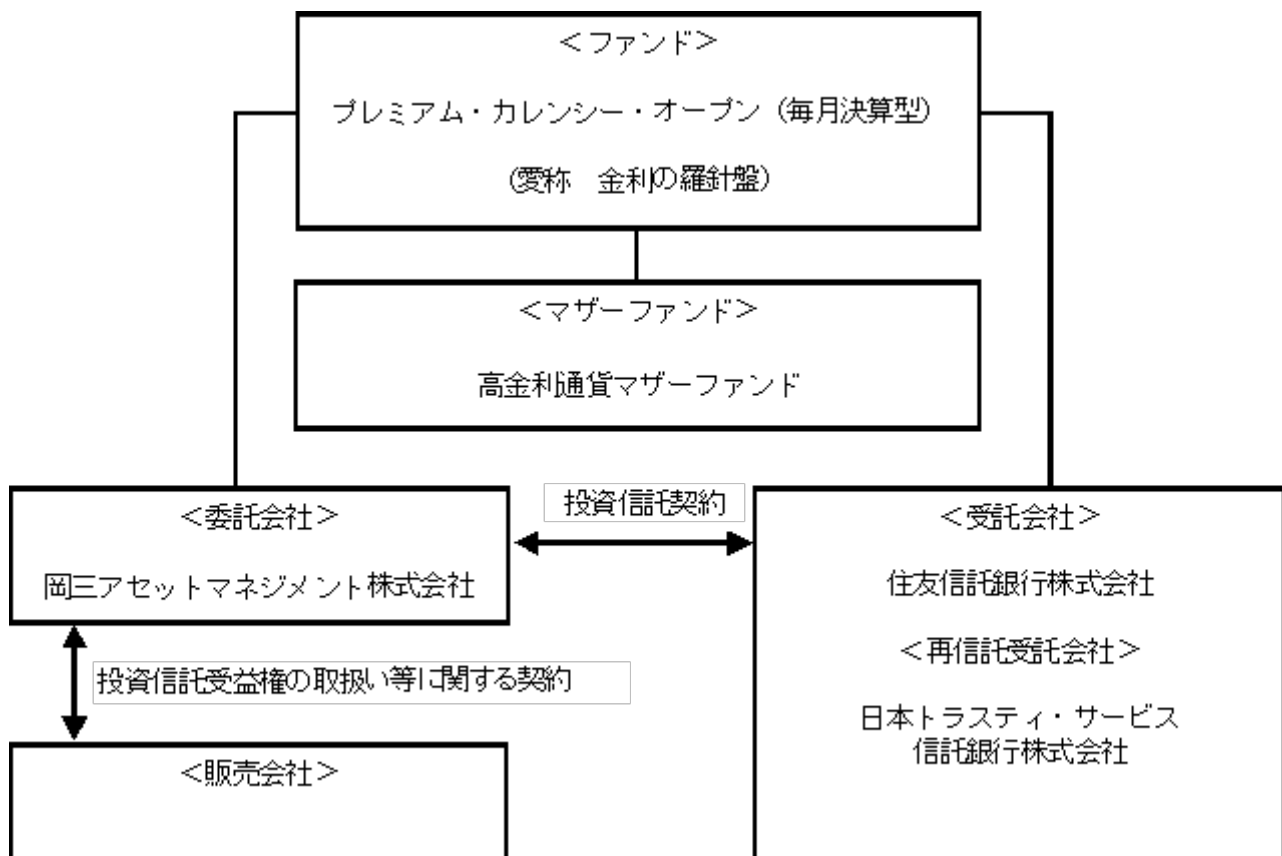 ＜ファンド＞
プレミアム・カレンシー・オープン（毎月決算型）
（愛称　金利の羅針盤）
＜マザーファンド＞
高金利通貨マザーファンド
＜委託会社＞
岡三アセットマネジメント株式会社
投資信託契約
＜受託会社＞
住友信託銀行株式会社
＜再信託受託会社＞
日本トラスティ・サービス
信託銀行株式会社
投資信託受益権の取扱い等に関する契約
＜販売会社＞